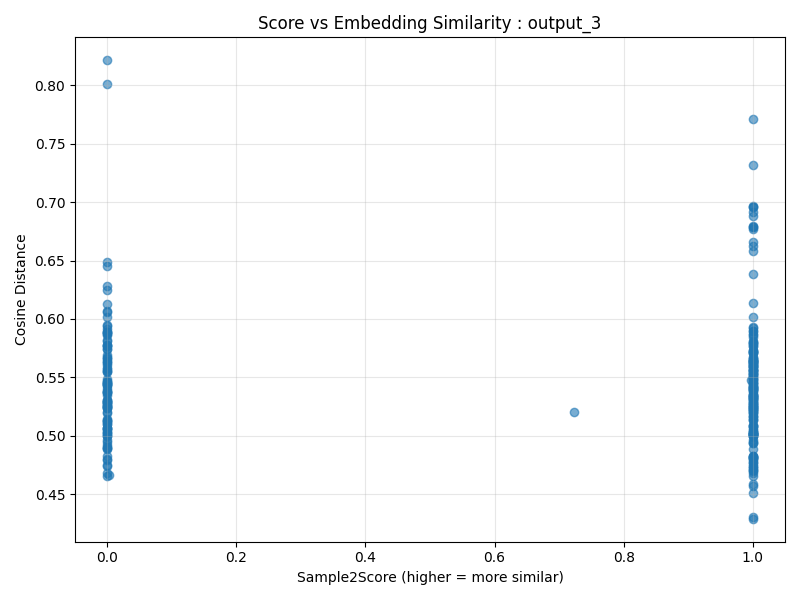 Score vs Embedding Similarity : output_3
Cosine Distance
0.80
0.75
0.70
0.65
0.60
0.55
0.50
0.45
0.0 0.2 0.4 0.6 0.8 1.0
Sample2Score (higher = more similar)